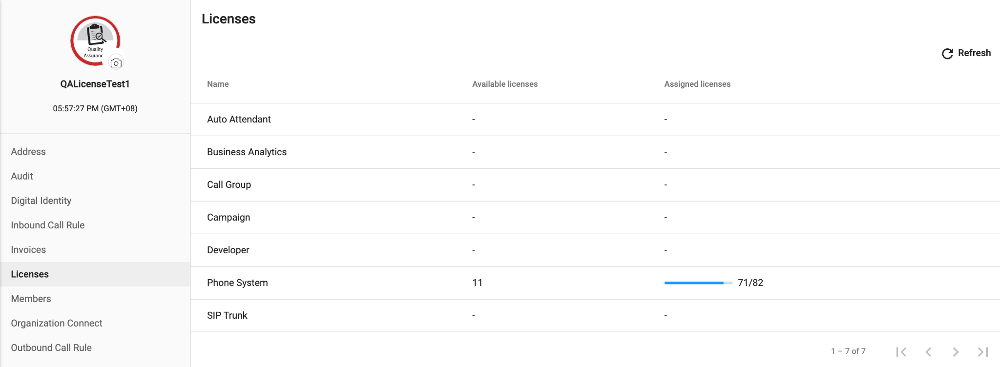 Quality
Assuranc
QALicenseTest1
05:57:27 PM (GMT+08)
Address
Audit
Digital Identity
Inbound Call Rule
Invoices
Licenses
Members
Organization Connect
Outbound Call Rule
Licenses
Refresh
Name Available licenses Assigned licenses
Auto Attendant - -
Business Analytics - -
Call Group - -
Campaign - -
Developer - -
Phone System 11 71/82
SIP Trunk - -
1 – 7 of 7